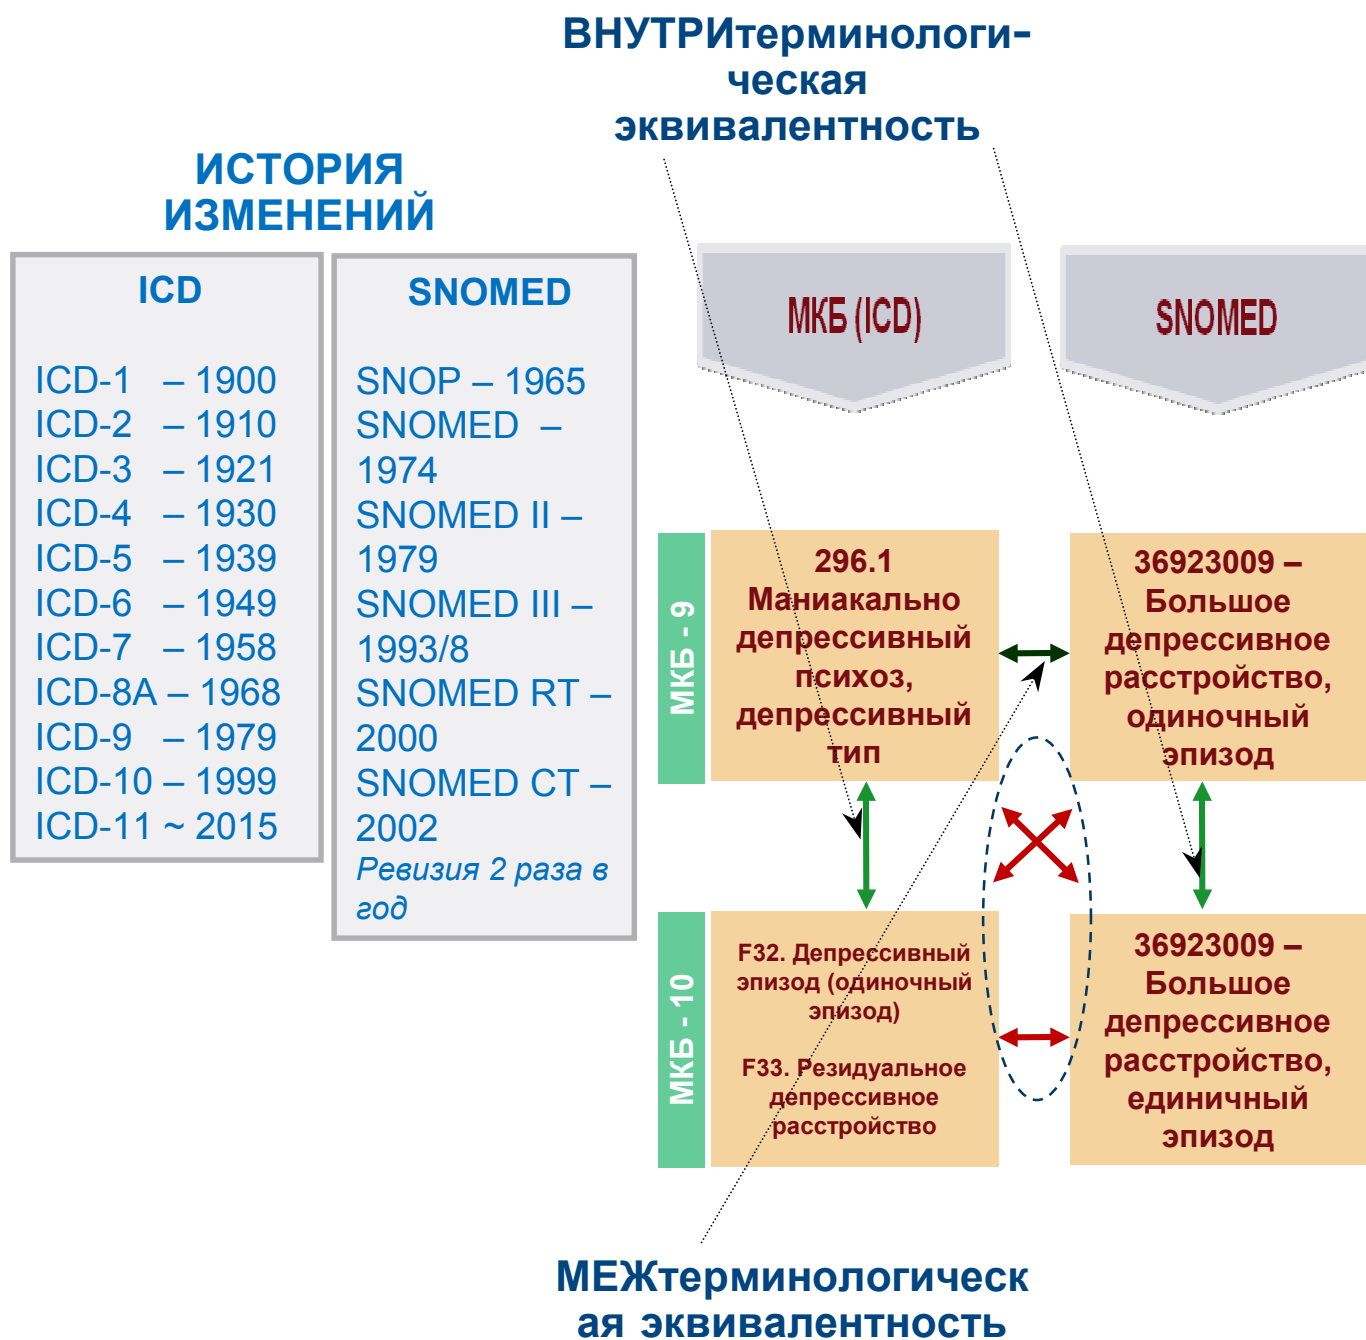 ВНУТРИтерминологи-
ческая
эквивалентность
ИСТОРИЯ
ИЗМЕНЕНИЙ
ICD
ICD-1 – 1900
ICD-2 – 1910
ICD-3 – 1921
ICD-4 – 1930
ICD-5 – 1939
ICD-6 – 1949
ICD-7 – 1958
ICD-8A – 1968
ICD-9 – 1979
ICD-10 – 1999
ICD-11 ~ 2015
SNOMED
SNOP – 1965
SNOMED –
1974
SNOMED II –
1979
SNOMED III –
1993/8
SNOMED RT –
2000
SNOMED CT –
2002
Ревизия 2 раза в
год
МКБ (ICD)
SNOMED
МКБ - 9
296.1
Маниакально
депрессивный
психоз,
депрессивный
тип
36923009 –
Большое
депрессивное
расстройство,
одиночный
эпизод
МКБ - 10
F32. Депрессивный
эпизод (одиночный
эпизод)
F33. Резидуальное
депрессивное
расстройство
36923009 –
Большое
депрессивное
расстройство,
единичный
эпизод
МЕЖтерминологическ
ая эквивалентность